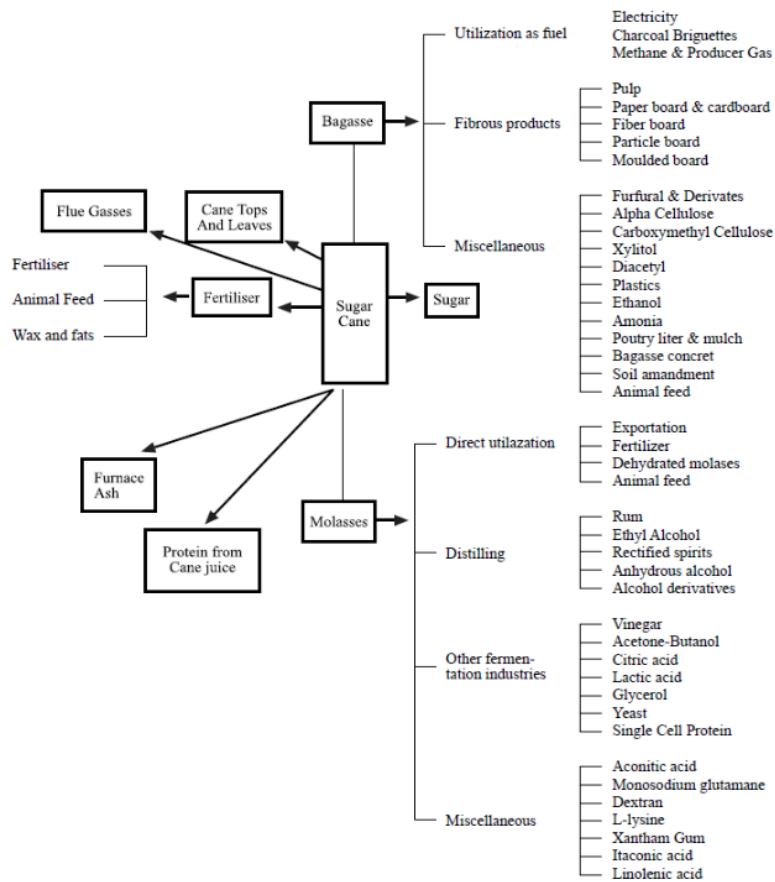 Electricity
Utilization as fuel
Charcoal Briguettes
Methane & Producer Gas
Bagasse
Pulp
Paper board & cardboard
Fibrous products
Fiber board
Particle board
Moulded board
Flue Gasses
Cane Tops
And Leaves
Furfural & Derivates
Alpha Cellulose
Carboxymethyl Cellulose
Miscellaneous
Xylitol
Diacetyl
Plastics
Ethanol
Amonia
Poutry liter & mulch
Bagasse concret
Soil amandment
Animal feed
Fertiliser
Animal Feed
Wax and fats
Fertiliser
Sugar
Cane
Sugar
Direct utilazation
Exportation
Fertilizer
Dehydrated molases
Animal feed
Furnace
Ash
Protein from
Cane juice
Molasses
Distilling
Rum
Ethyl Alcohol
Rectified spirits
Anhydrous alcohol
Alcohol derivatives
Other fermen-
tation industries
Vinegar
Acetone-Butanol
Citric acid
Lactic acid
Glycerol
Yeast
Single Cell Protein
Miscellaneous
Aconitic acid
Monosodium glutamane
Dextran
L-lysine
Xantham Gum
Itaconic acid
Linolenic acid